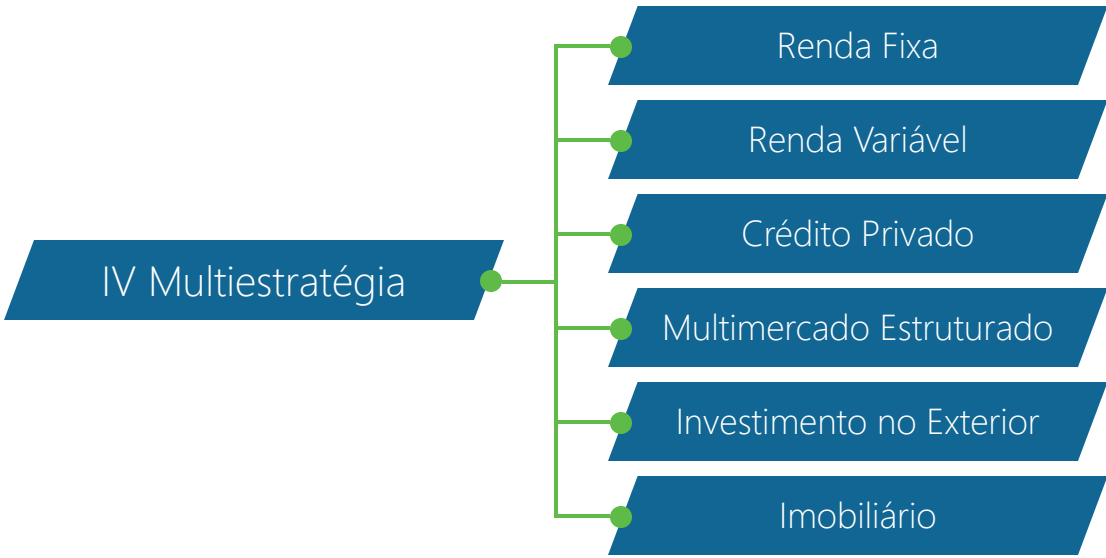 IV Multiestratégia
Renda Fixa
Renda Variável
Crédito Privado
Multimercado Estruturado
Investimento no Exterior
Imobiliário